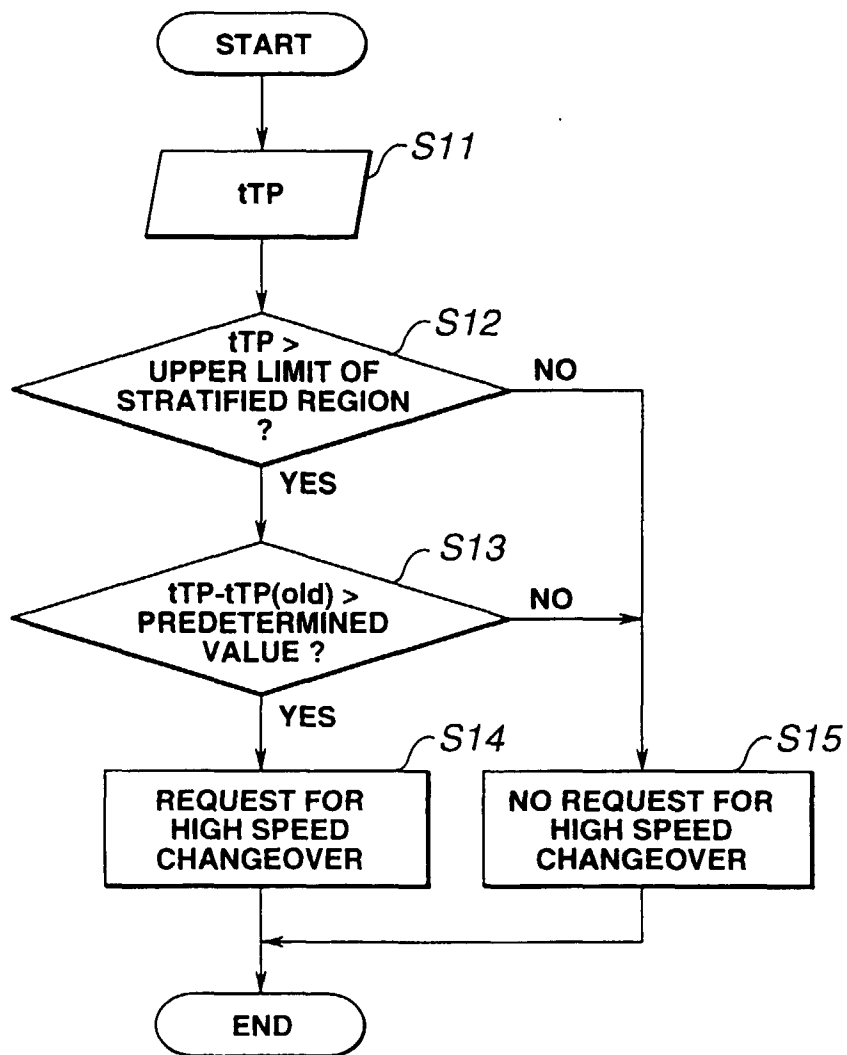 START
S11
tTP
S12
tTP >
UPPER LIMIT OF
STRATIFIED REGION
?
NO
YES
S13
tTP-tTP(old) >
PREDETERMINED
VALUE ?
NO
YES
S14
REQUEST FOR
HIGH SPEED
CHANGEOVER
S15
NO REQUEST FOR
HIGH SPEED
CHANGEOVER
END